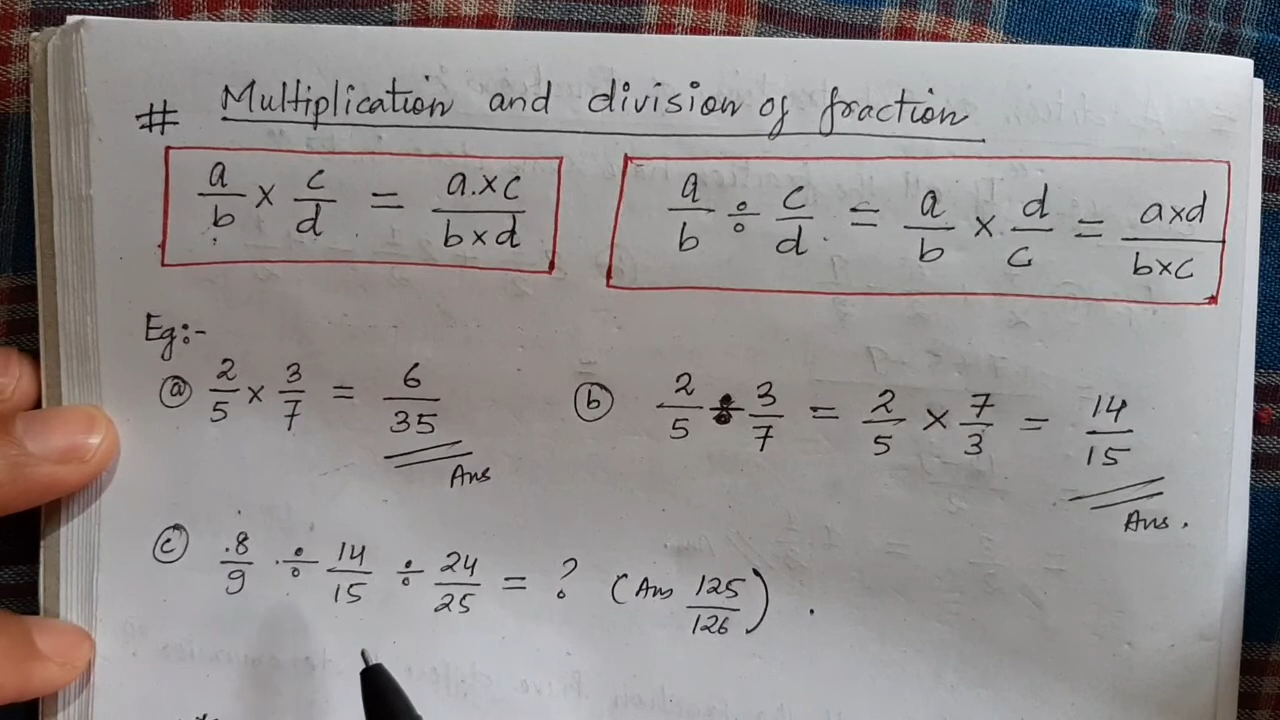 # Multiplication and division of fraction
a/b × c/d = a.×c/b×d
a/b ÷ c/d = a/b × d/c = a×d/b×c
Eg:-
ⓐ 2/5 × 3/7 = 6/35 Ans
ⓑ 2/5 ÷ 3/7 = 2/5 × 7/3 = 14/15 Ans.
ⓒ .8/9 ÷ 14/15 ÷ 24/25 = ? (Ans 125/126) .